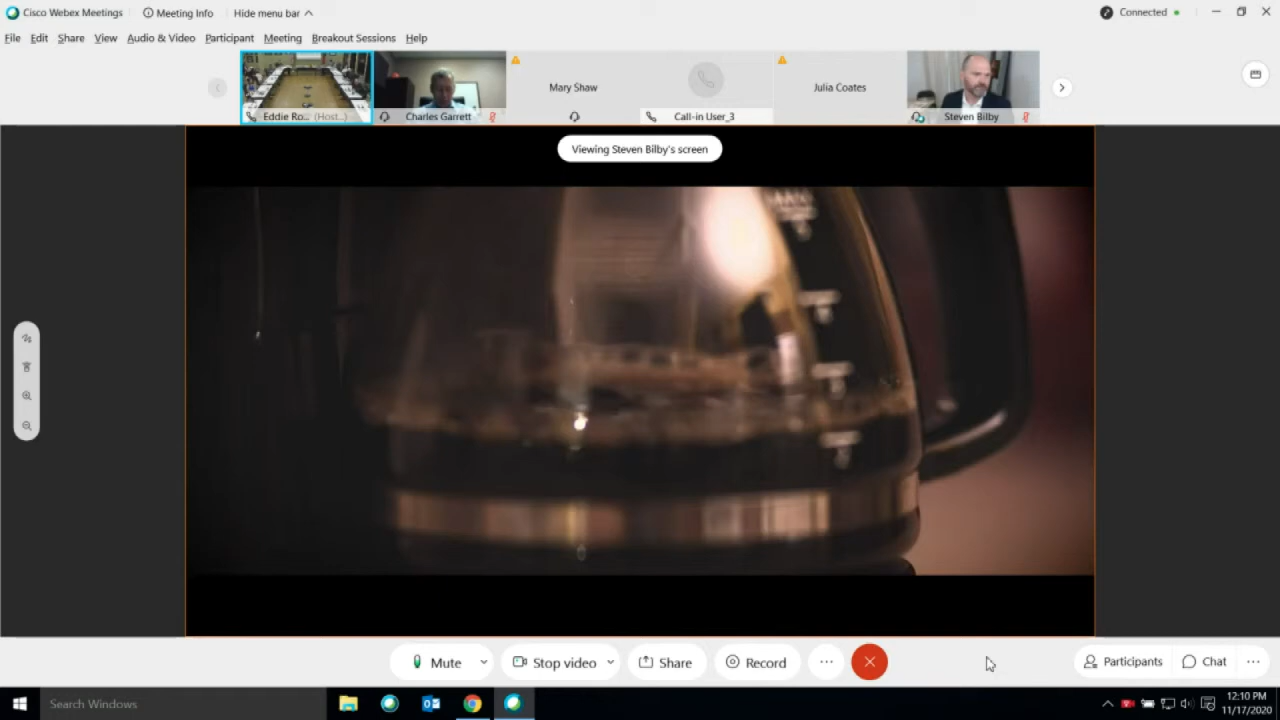 Cisco Webex Meetings
Meeting Info
Hide menu bar
Connected
File Edit Share View Audio & Video Participant Meeting Breakout Sessions Help
Mary Shaw
Julia Coates
Eddie Ro... (Host...)
Charles Garrett
Call-in User_3
Steven Bilby
Viewing Steven Bilby's screen
Mute
Stop video
Share
Record
Participants
Chat
Search Windows
12:10 PM
11/17/2020